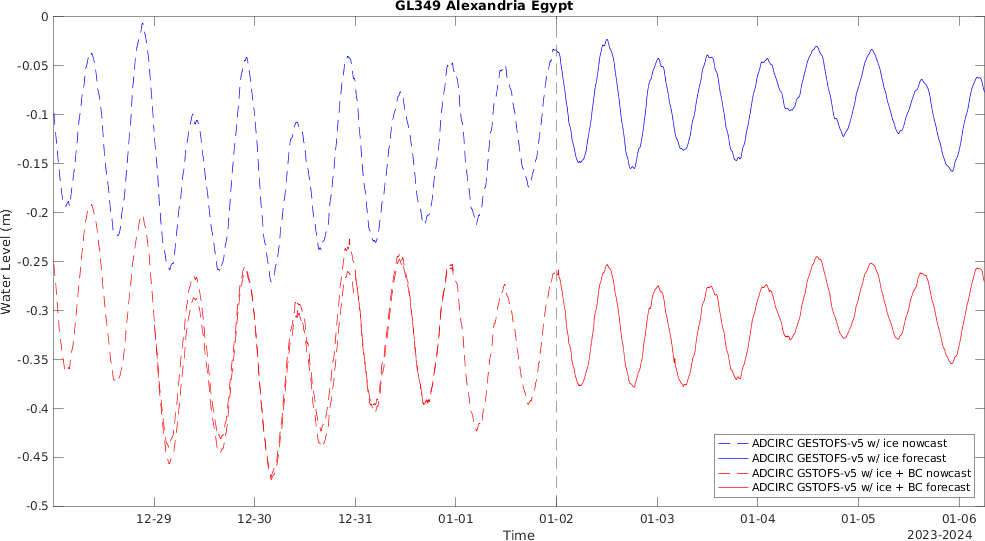 GL349 Alexandria Egypt
0
-0.05
-0.1
-0.15
-0.2
-0.25
-0.3
-0.35
-0.4
-0.45
-0.5
Water Level (m)
ADCIRC GESTOFS-v5 w/ ice nowcast
ADCIRC GESTOFS-v5 w/ ice forecast
ADCIRC GSTOFS-v5 w/ ice + BC nowcast
ADCIRC GSTOFS-v5 w/ ice + BC forecast
12-29 12-30 12-31 01-01 01-02 01-03 01-04 01-05 01-06
Time
2023-2024